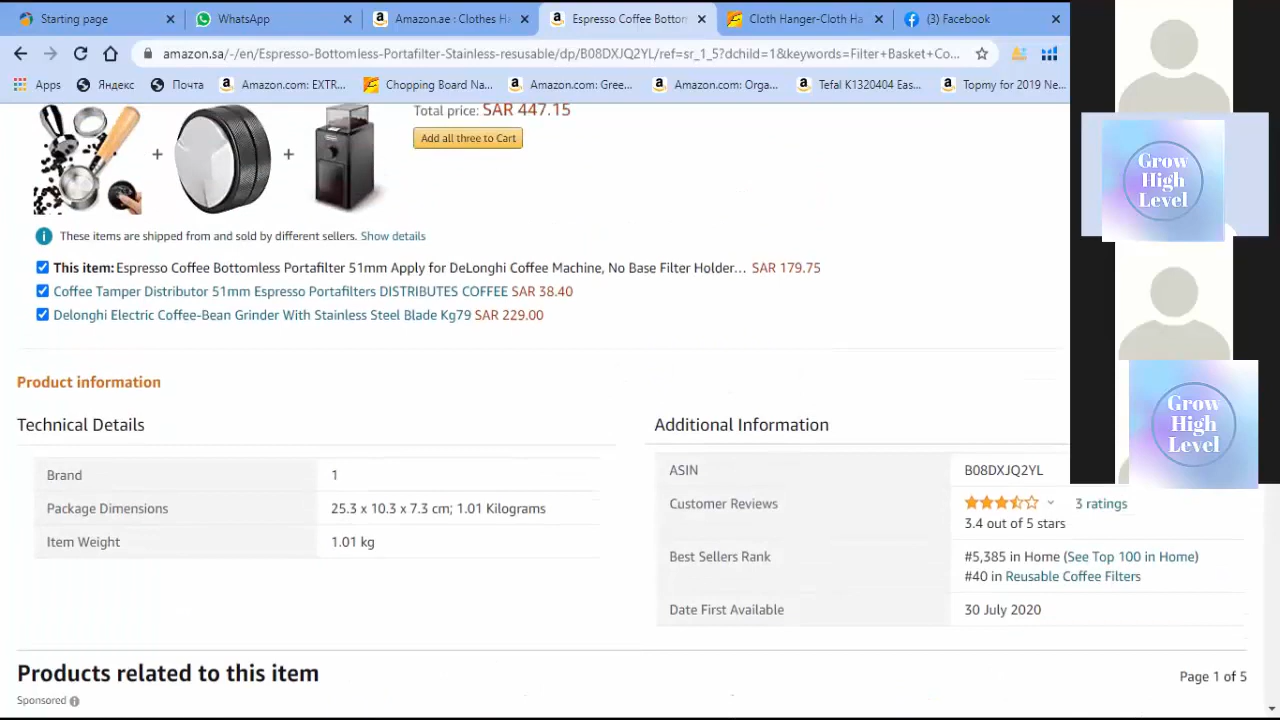 Starting page
WhatsApp
Amazon.ae : Clothes H
Espresso Coffee Bottom
Cloth Hanger-Cloth Ha
(3) Facebook
amazon.sa/-/en/Espresso-Bottomless-Portafilter-Stainless-resusable/dp/B08DXJQ2YL/ref=sr_1_5?dchild=1&keywords=Filter+Basket+Co...
Apps
Яндекс
Почта
Amazon.com: EXTR...
Chopping Board Na...
Amazon.com: Gree...
Amazon.com: Orga...
Tefal K1320404 Eas...
Topmy for 2019 Ne...
Total price: SAR 447.15
Add all three to Cart
These items are shipped from and sold by different sellers. Show details
This item: Espresso Coffee Bottomless Portafilter 51mm Apply for DeLonghi Coffee Machine, No Base Filter Holder... SAR 179.75
Coffee Tamper Distributor 51mm Espresso Portafilters DISTRIBUTES COFFEE SAR 38.40
Delonghi Electric Coffee-Bean Grinder With Stainless Steel Blade Kg79 SAR 229.00
Product information
Technical Details
Brand 1
Package Dimensions 25.3 x 10.3 x 7.3 cm; 1.01 Kilograms
Item Weight 1.01 kg
Additional Information
ASIN B08DXJQ2YL
Customer Reviews 3 ratings
3.4 out of 5 stars
Best Sellers Rank #5,385 in Home (See Top 100 in Home)
#40 in Reusable Coffee Filters
Date First Available 30 July 2020
Products related to this item
Page 1 of 5
Sponsored
Grow
High
Level
Grow
High
Level